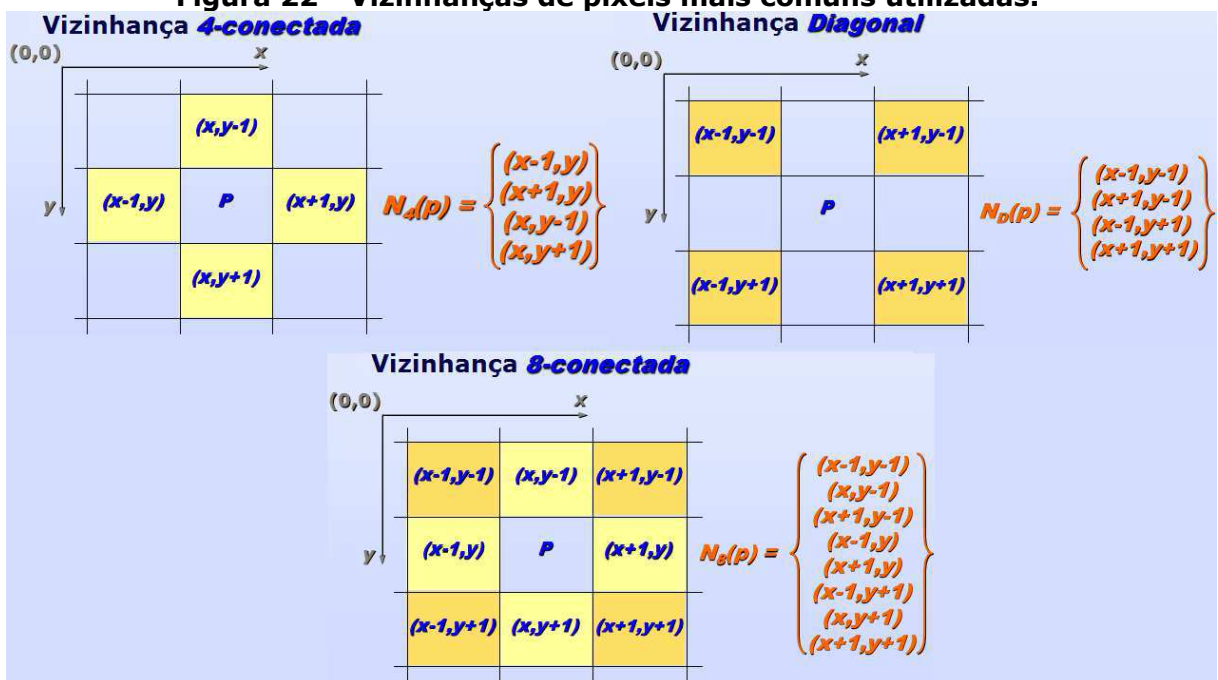 Figura 22 - Vizinhanças de pixels mais comuns utilizadas.
Vizinhança 4-conectada
(0,0)
x
y
(x,y-1)
(x-1,y) P (x+1,y)
(x,y+1)
N4(p) =
(x-1,y)
(x+1,y)
(x,y-1)
(x,y+1)
Vizinhança Diagonal
(0,0)
x
y
(x-1,y-1) (x+1,y-1)
P
(x-1,y+1) (x+1,y+1)
ND(p) =
(x-1,y-1)
(x+1,y-1)
(x-1,y+1)
(x+1,y+1)
Vizinhança 8-conectada
(0,0)
x
y
(x-1,y-1) (x,y-1) (x+1,y-1)
(x-1,y) P (x+1,y)
(x-1,y+1) (x,y+1) (x+1,y+1)
N8(p) =
(x-1,y-1)
(x,y-1)
(x+1,y-1)
(x-1,y)
(x+1,y)
(x-1,y+1)
(x,y+1)
(x+1,y+1)